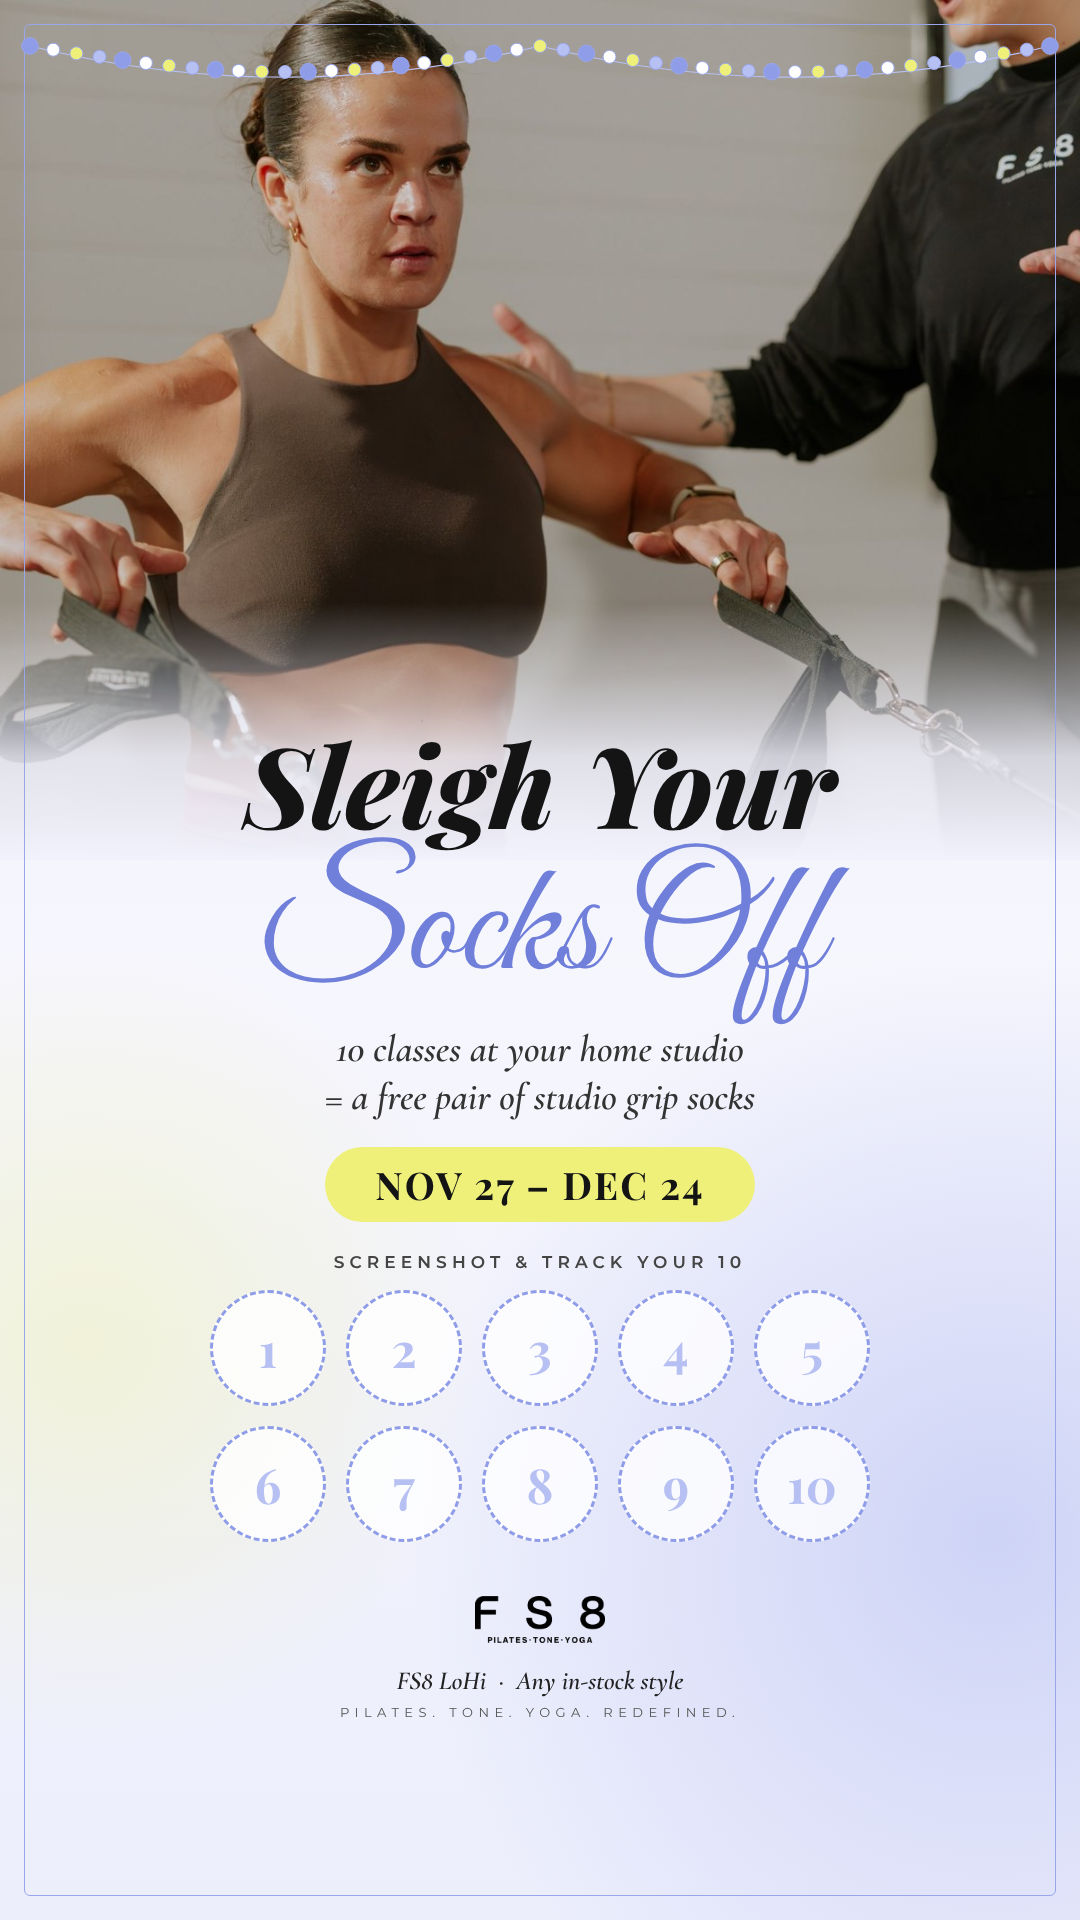 F S 8
Sleigh Your
Socks Off
10 classes at your home studio
= a free pair of studio grip socks
NOV 27 – DEC 24
SCREENSHOT & TRACK YOUR 10
1 2 3 4 5
6 7 8 9 10
F S 8
PILATES·TONE·YOGA
FS8 LoHi · Any in-stock style
PILATES. TONE. YOGA. REDEFINED.